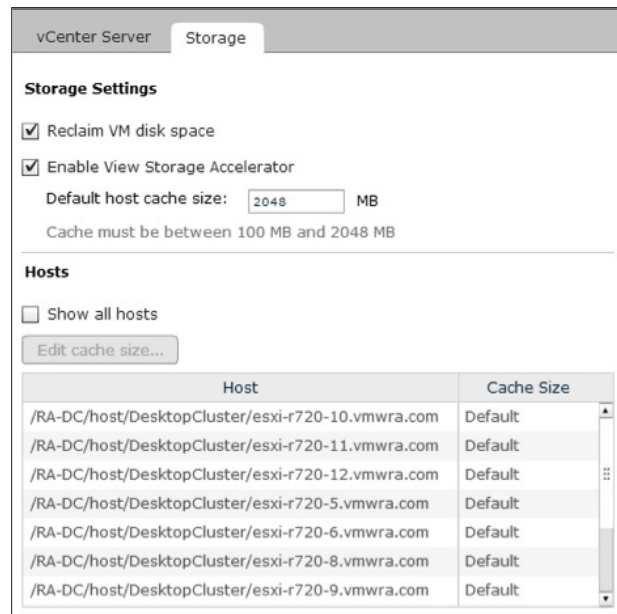 vCenter Server Storage
Storage Settings
Reclaim VM disk space
Enable View Storage Accelerator
Default host cache size: 2048 MB
Cache must be between 100 MB and 2048 MB
Hosts
Show all hosts
Edit cache size...
Host Cache Size
/RA-DC/host/DesktopCluster/esxi-r720-10.vmwra.com Default
/RA-DC/host/DesktopCluster/esxi-r720-11.vmwra.com Default
/RA-DC/host/DesktopCluster/esxi-r720-12.vmwra.com Default
/RA-DC/host/DesktopCluster/esxi-r720-5.vmwra.com Default
/RA-DC/host/DesktopCluster/esxi-r720-6.vmwra.com Default
/RA-DC/host/DesktopCluster/esxi-r720-8.vmwra.com Default
/RA-DC/host/DesktopCluster/esxi-r720-9.vmwra.com Default